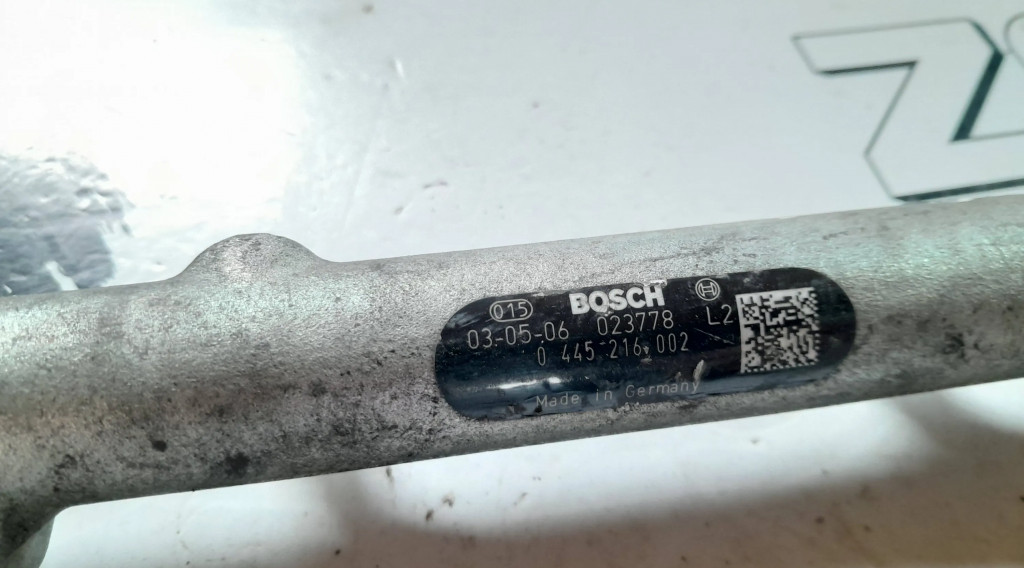 015 BOSCH
03-05-06 023778 L2
0 445 216 002
Made in Germany